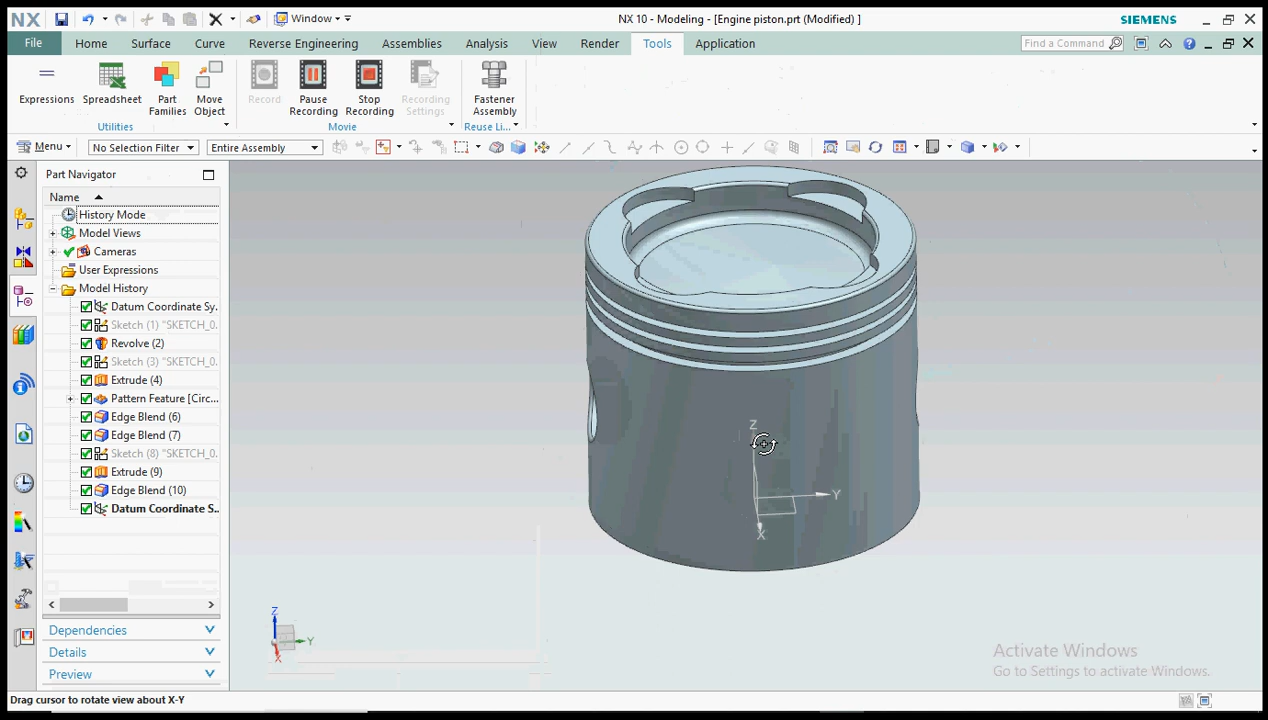 NX Window NX 10 - Modeling - [Engine piston.prt (Modified) ] SIEMENS
File Home Surface Curve Reverse Engineering Assemblies Analysis View Render Tools Application Find a Command
Expressions Spreadsheet Part Families Move Object Record Pause Recording Stop Recording Recording Settings Fastener Assembly
Utilities Movie Reuse Li...
Menu No Selection Filter Entire Assembly
Part Navigator
Name
History Mode
Model Views
Cameras
User Expressions
Model History
Datum Coordinate Sy.
Sketch (1) "SKETCH_0.
Revolve (2)
Sketch (3) "SKETCH_0.
Extrude (4)
Pattern Feature [Circ...
Edge Blend (6)
Edge Blend (7)
Sketch (8) "SKETCH_0.
Extrude (9)
Edge Blend (10)
Datum Coordinate S..
Dependencies
Details
Preview
Z
Y
X
Z
Y
X
Activate Windows
Go to Settings to activate Windows.
Drag cursor to rotate view about X-Y